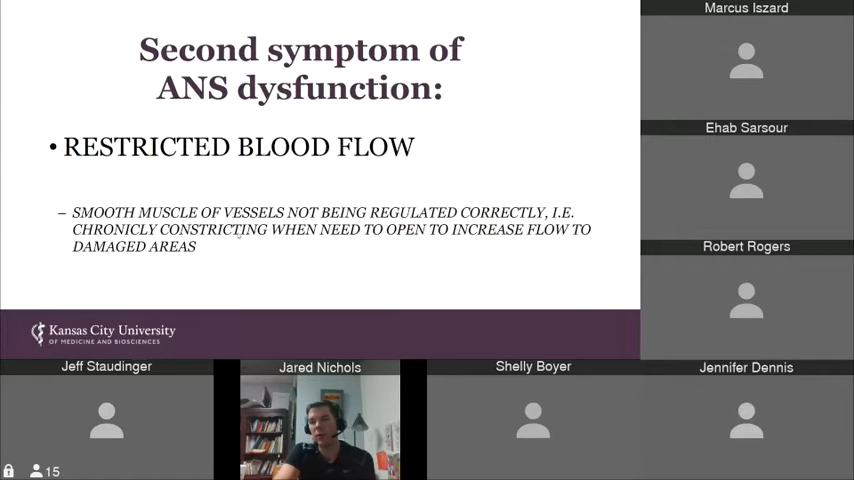 Second symptom of
ANS dysfunction:
• RESTRICTED BLOOD FLOW
– SMOOTH MUSCLE OF VESSELS NOT BEING REGULATED CORRECTLY, I.E.
CHRONICLY CONSTRICTING WHEN NEED TO OPEN TO INCREASE FLOW TO
DAMAGED AREAS
Kansas City University
OF MEDICINE AND BIOSCIENCES
Marcus Iszard
Ehab Sarsour
Robert Rogers
Jeff Staudinger
Jared Nichols
Shelly Boyer
Jennifer Dennis
15